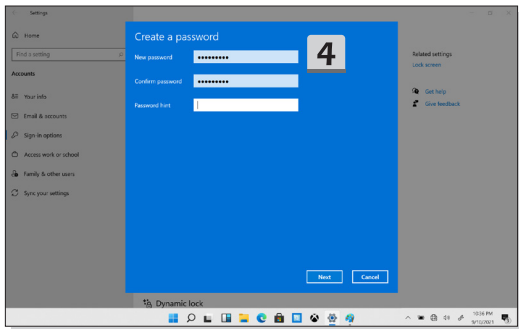 Settings
Home
Find a setting
Accounts
Your info
Email & accounts
Sign-in options
Access work or school
Family & other users
Sync your settings
Create a password
New password •••••••••
Confirm password •••••••••
Password hint
4
Next
Cancel
Related settings
Lock screen
Get help
Give feedback
Dynamic lock
10:36 PM
9/10/2021